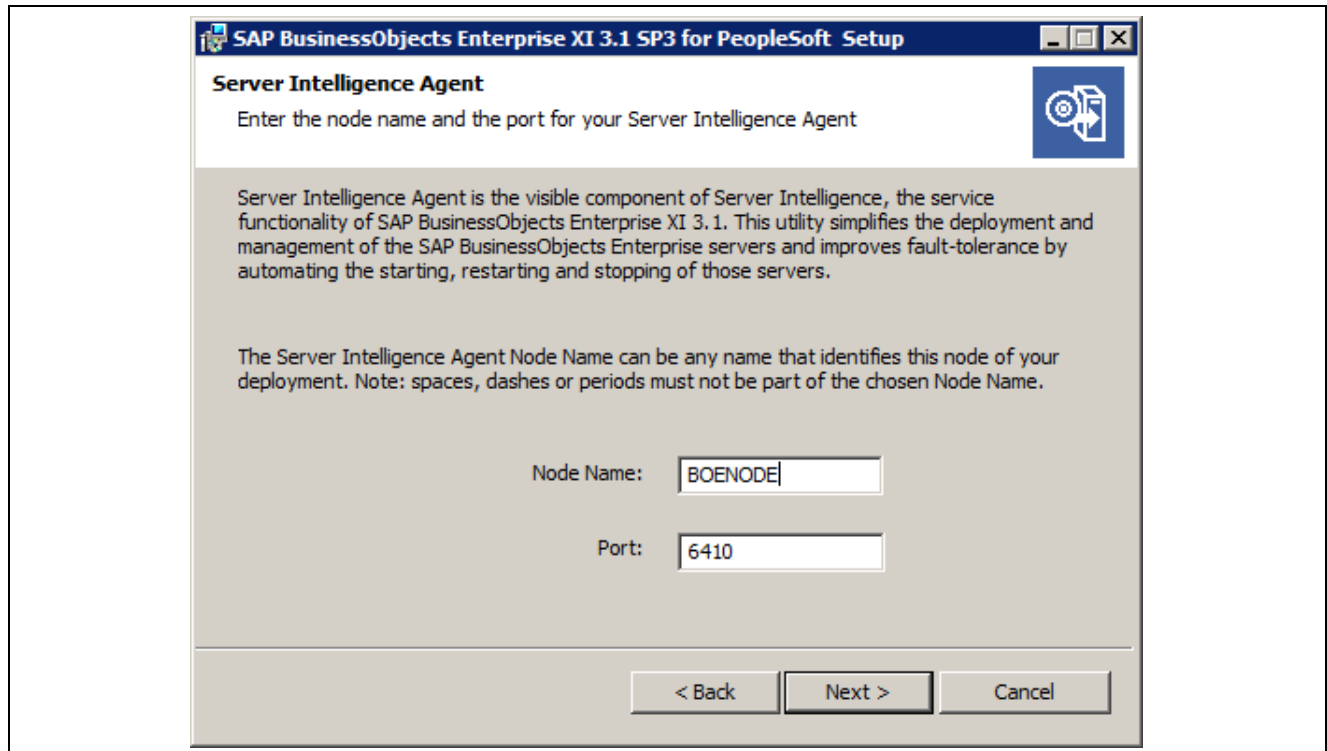 SAP BusinessObjects Enterprise XI 3.1 SP3 for PeopleSoft Setup
Server Intelligence Agent
Enter the node name and the port for your Server Intelligence Agent
Server Intelligence Agent is the visible component of Server Intelligence, the service
functionality of SAP BusinessObjects Enterprise XI 3.1. This utility simplifies the deployment and
management of the SAP BusinessObjects Enterprise servers and improves fault-tolerance by
automating the starting, restarting and stopping of those servers.
The Server Intelligence Agent Node Name can be any name that identifies this node of your
deployment. Note: spaces, dashes or periods must not be part of the chosen Node Name.
Node Name: BOENODE
Port: 6410
< Back Next > Cancel